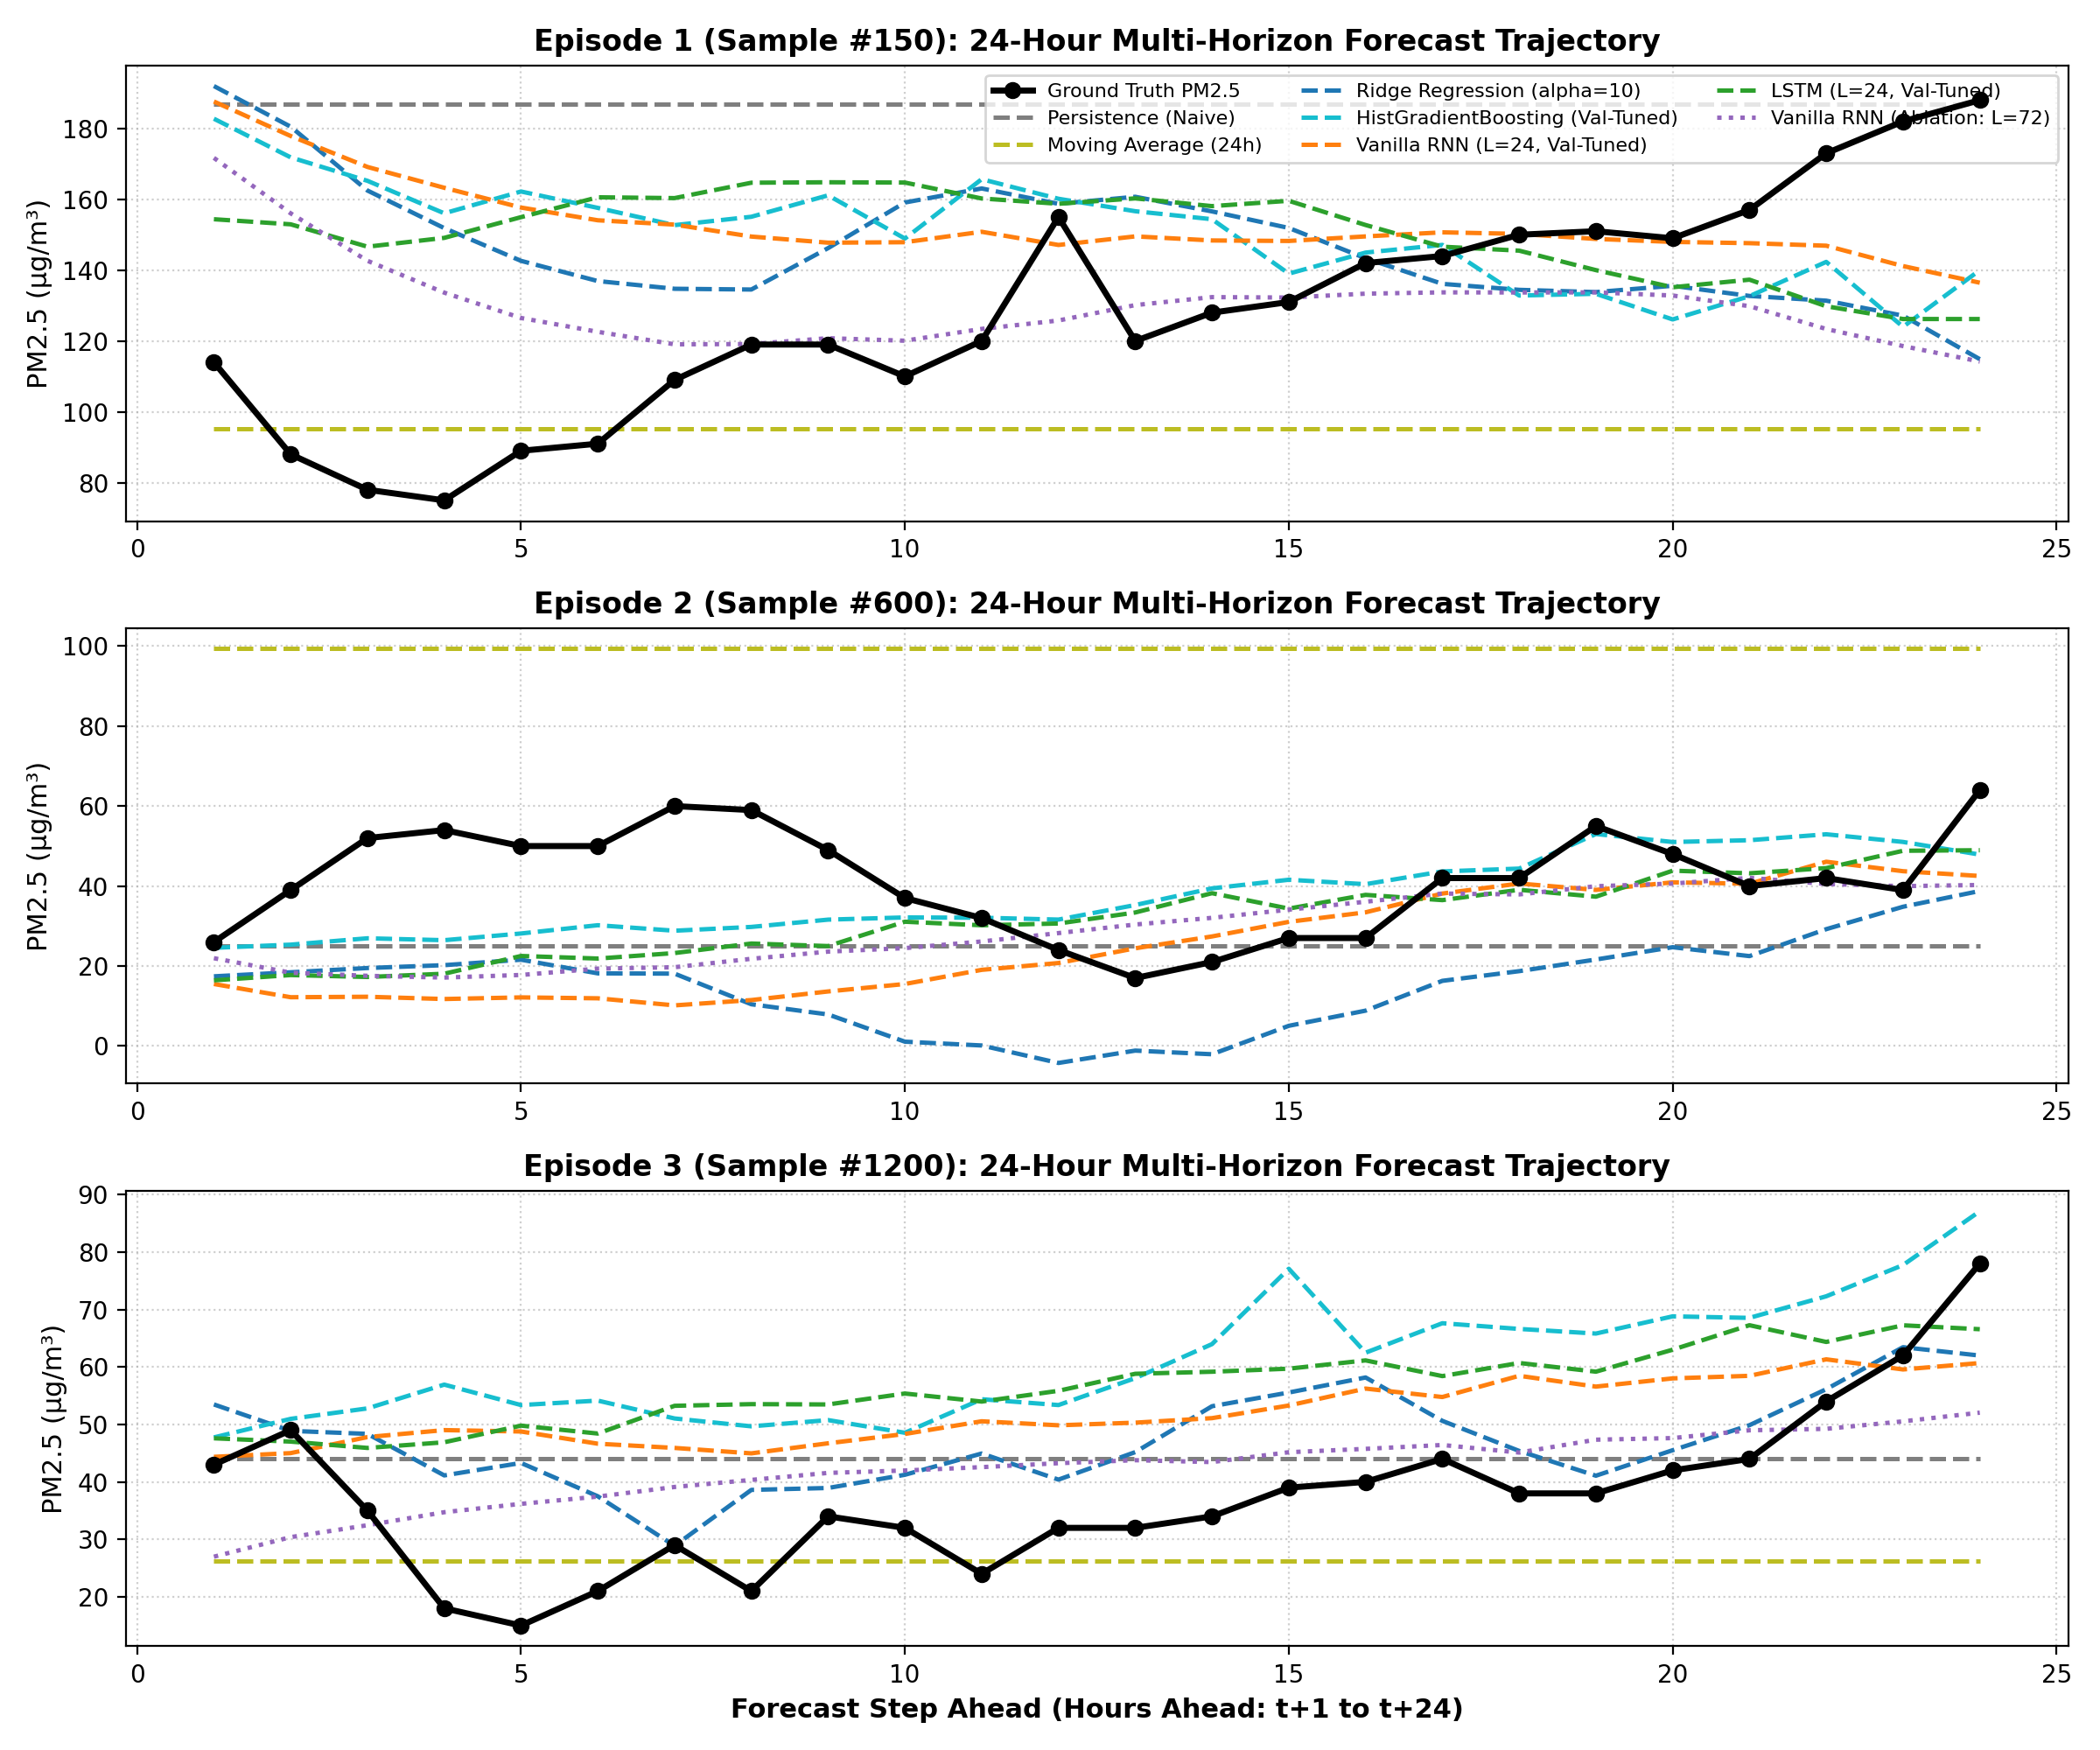 Episode 1 (Sample #150): 24-Hour Multi-Horizon Forecast Trajectory
PM2.5 (µg/m³)
180
160
140
120
100
80
Ground Truth PM2.5
Persistence (Naive)
Moving Average (24h)
Ridge Regression (alpha=10)
HistGradientBoosting (Val-Tuned)
Vanilla RNN (L=24, Val-Tuned)
LSTM (L=24, Val-Tuned)
Vanilla RNN (Ablation: L=72)
0 5 10 15 20 25
Episode 2 (Sample #600): 24-Hour Multi-Horizon Forecast Trajectory
PM2.5 (µg/m³)
100
80
60
40
20
0
0 5 10 15 20 25
Episode 3 (Sample #1200): 24-Hour Multi-Horizon Forecast Trajectory
PM2.5 (µg/m³)
90
80
70
60
50
40
30
20
0 5 10 15 20 25
Forecast Step Ahead (Hours Ahead: t+1 to t+24)